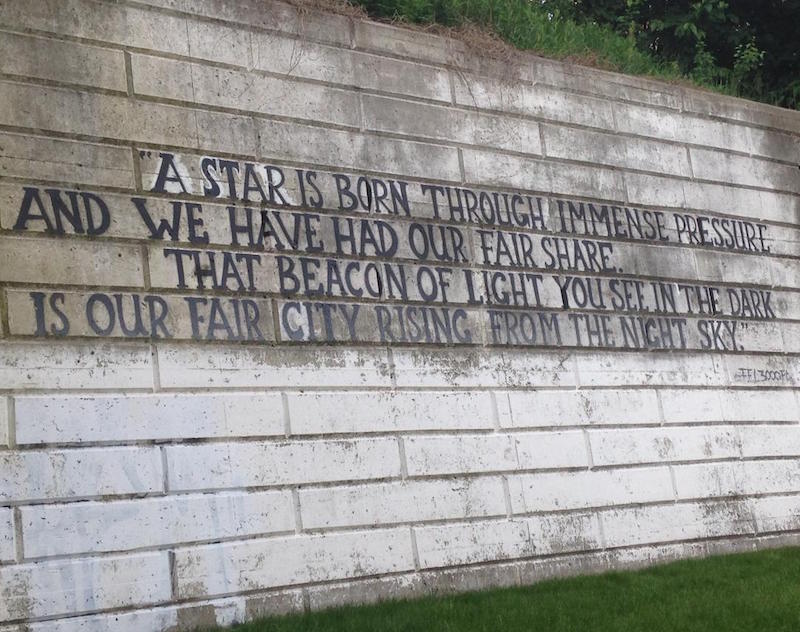 "A STAR IS BORN THROUGH IMMENSE PRESSURE
AND WE HAVE HAD OUR FAIR SHARE.
THAT BEACON OF LIGHT YOU SEE IN THE DARK
IS OUR FAIR CITY RISING FROM THE NIGHT SKY."